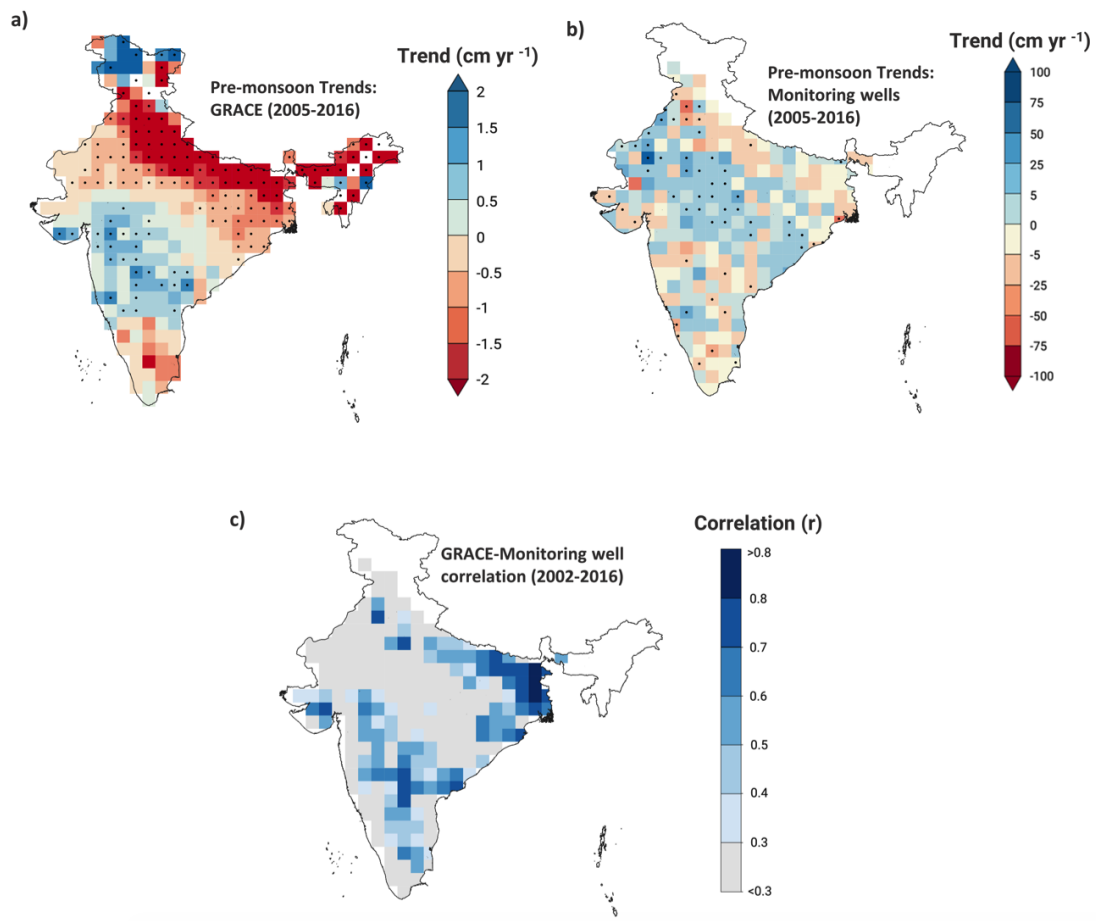 a)
Trend (cm yr -1)
Pre-monsoon Trends:
GRACE (2005-2016)
2
1.5
1
0.5
0
-0.5
-1
-1.5
-2
b)
Trend (cm yr -1)
Pre-monsoon Trends:
Monitoring wells
(2005-2016)
100
75
50
25
5
0
-5
-25
-50
-75
-100
c)
Correlation (r)
GRACE-Monitoring well
correlation (2002-2016)
>0.8
0.8
0.7
0.6
0.5
0.4
0.3
<0.3